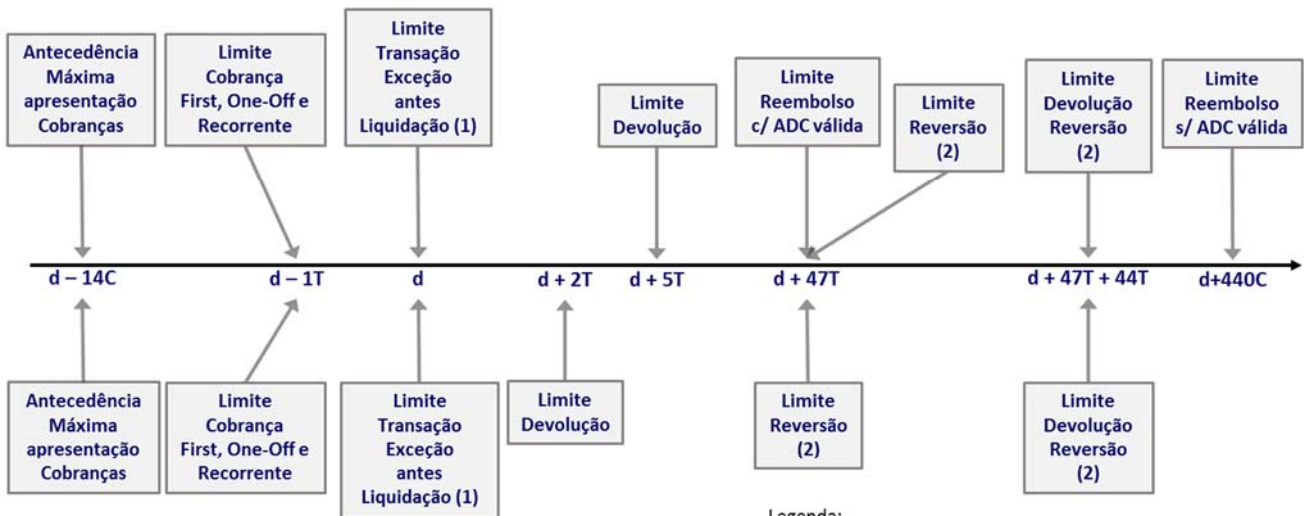 Antecedência
Máxima
apresentação
Cobranças
Limite
Cobrança
First, One-Off e
Recorrente
Limite
Transação
Exceção
antes
Liquidação (1)
Limite
Devolução
Limite
Reembolso
c/ ADC válida
Limite
Reversão
(2)
Limite
Devolução
Reversão
(2)
Limite
Reembolso
s/ ADC válida
d – 14C
d – 1T
d
d + 2T
d + 5T
d + 47T
d + 47T + 44T
d+440C
Antecedência
Máxima
apresentação
Cobranças
Limite
Cobrança
First, One-Off e
Recorrente
Limite
Transação
Exceção
antes
Liquidação (1)
Limite
Devolução
Limite
Reversão
(2)
Limite
Devolução
Reversão
(2)
Legenda: